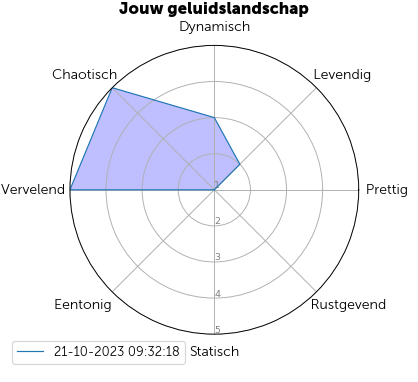 Jouw geluidslandschap
Dynamisch
Chaotisch
Levendig
Vervelend
1
Prettig
2
3
4
Eentonig
Rustgevend
5
21-10-2023 09:32:18
Statisch